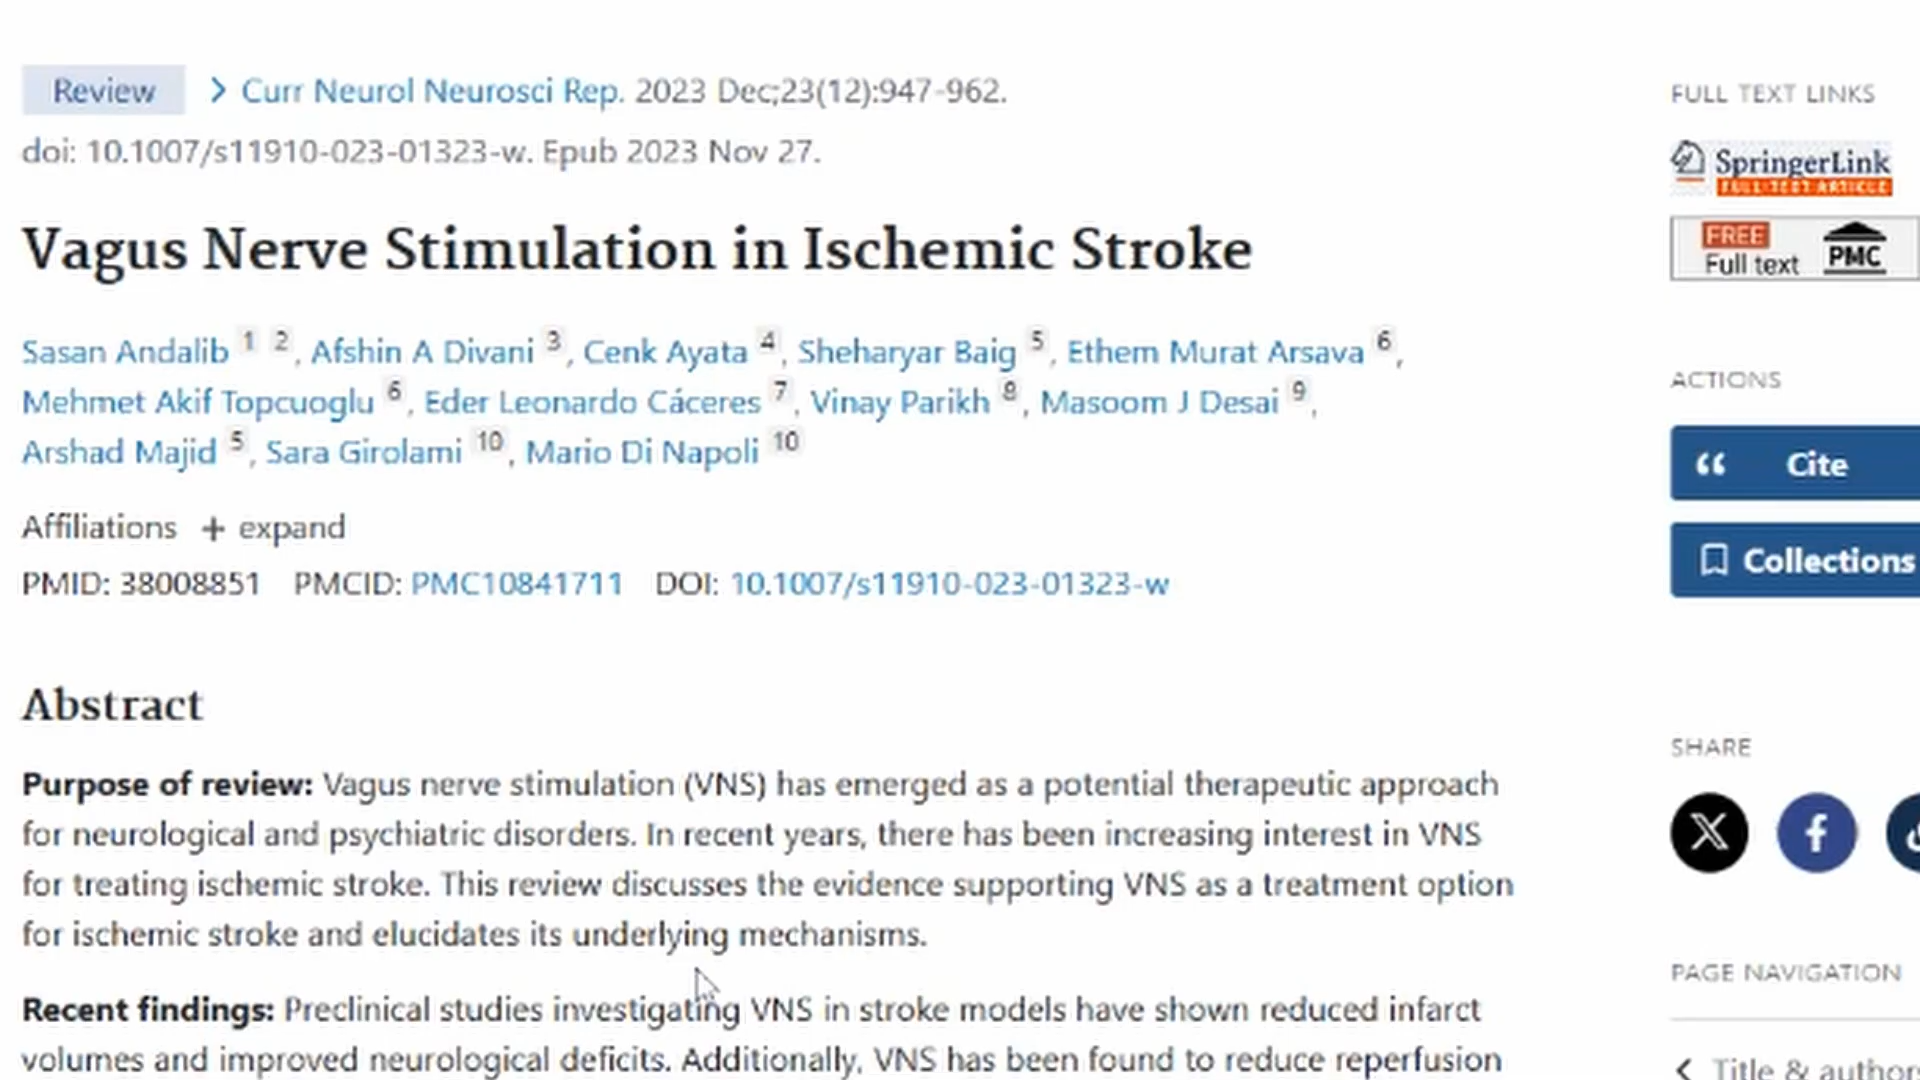 Review > Curr Neurol Neurosci Rep. 2023 Dec;23(12):947-962.
doi: 10.1007/s11910-023-01323-w. Epub 2023 Nov 27.
Vagus Nerve Stimulation in Ischemic Stroke
Sasan Andalib 1 2, Afshin A Divani 3, Cenk Ayata 4, Sheharyar Baig 5, Ethem Murat Arsava 6,
Mehmet Akif Topcuoglu 6, Eder Leonardo Cáceres 7, Vinay Parikh 8, Masoom J Desai 9,
Arshad Majid 5, Sara Girolami 10, Mario Di Napoli 10
Affiliations + expand
PMID: 38008851 PMCID: PMC10841711 DOI: 10.1007/s11910-023-01323-w
Abstract
Purpose of review: Vagus nerve stimulation (VNS) has emerged as a potential therapeutic approach
for neurological and psychiatric disorders. In recent years, there has been increasing interest in VNS
for treating ischemic stroke. This review discusses the evidence supporting VNS as a treatment option
for ischemic stroke and elucidates its underlying mechanisms.
Recent findings: Preclinical studies investigating VNS in stroke models have shown reduced infarct
volumes and improved neurological deficits. Additionally, VNS has been found to reduce reperfusion
FULL TEXT LINKS
SpringerLink
FULL-TEXT ARTICLE
FREE
Full text PMC
ACTIONS
“ Cite
Collections
SHARE
X f
PAGE NAVIGATION
< Title & authors